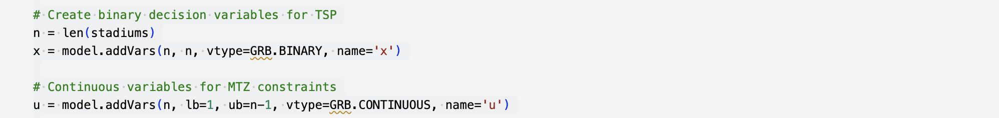 # Create binary decision variables for TSP
n = len(stadiums)
x = model.addVars(n, n, vtype=GRB.BINARY, name='x')
# Continuous variables for MTZ constraints
u = model.addVars(n, lb=1, ub=n-1, vtype=GRB.CONTINUOUS, name='u')